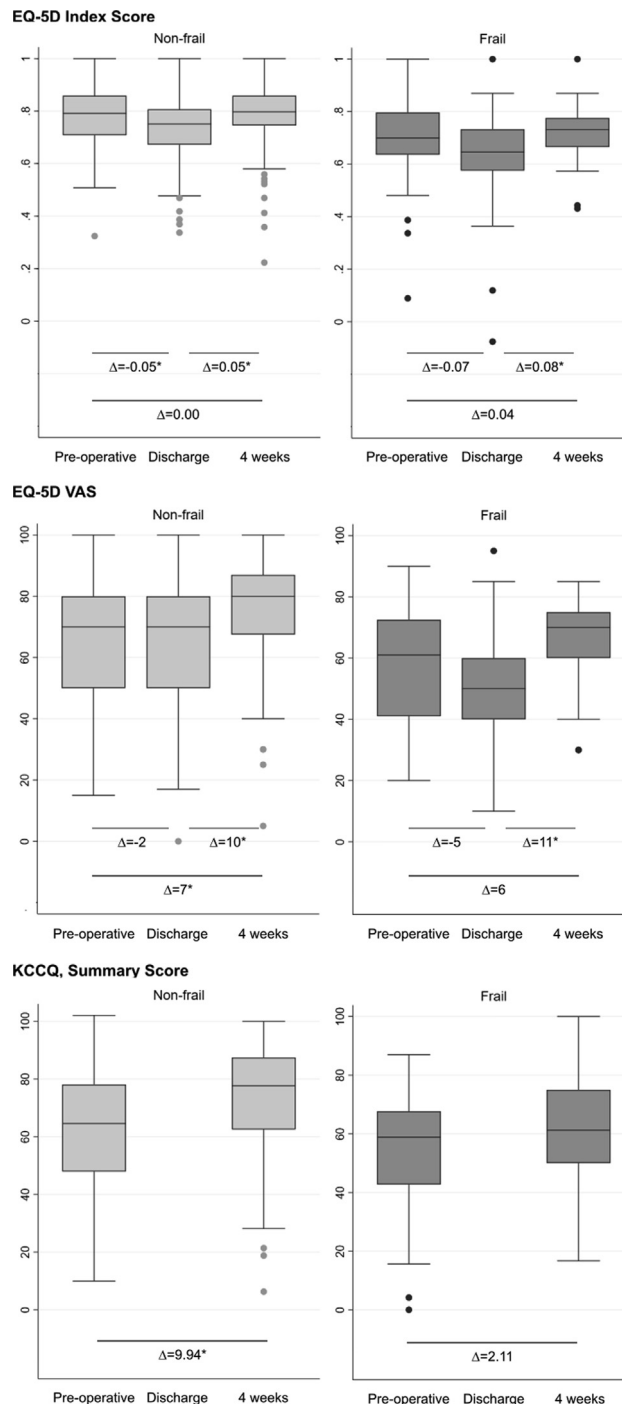 EQ-5D Index Score
Non-frail
Frail
1
.8
.6
.4
.2
0
1
.8
.6
.4
.2
0
Δ=-0.05*
Δ=0.05*
Δ=0.00
Δ=-0.07
Δ=0.08*
Δ=0.04
Pre-operative
Discharge
4 weeks
Pre-operative
Discharge
4 weeks
EQ-5D VAS
Non-frail
Frail
100
80
60
40
20
0
100
80
60
40
20
0
Δ=-2
Δ=10*
Δ=7*
Δ=-5
Δ=11*
Δ=6
Pre-operative
Discharge
4 weeks
Pre-operative
Discharge
4 weeks
KCCQ, Summary Score
Non-frail
Frail
100
80
60
40
20
0
100
80
60
40
20
0
Δ=9.94*
Δ=2.11
Pre-operative
Discharge
4 weeks
Pre-operative
Discharge
4 weeks